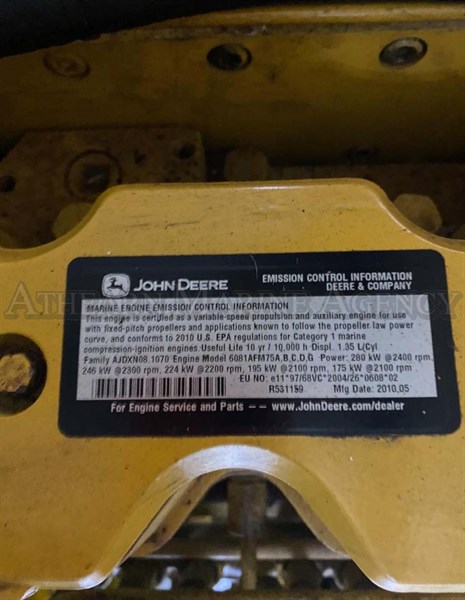 JOHN DEERE
EMISSION CONTROL INFORMATION
DEERE & COMPANY
MARINE ENGINE EMISSION CONTROL INFORMATION
This engine is certified as a variable-speed propulsion and auxiliary engine for use
with fixed-pitch propellers and applications known to follow the propeller law power
curve, and conforms to 2010 U.S. EPA regulations for Category 1 marine
compression-ignition engines. Useful Life 10 yr / 10,000 h Displ. 1.35 L/Cyl
Family AJDXN08.1070 Engine Model 6081AFM75A,B,C,D,G Power: 280 kW @2400 rpm,
246 kW @2300 rpm, 224 kW @2200 rpm, 195 kW @2100 rpm, 175 kW @2100 rpm
EU NO: e11*97/68VC*2004/26*0608*02
R531159 Mfg Date: 2010.05
For Engine Service and Parts -- www.JohnDeere.com/dealer